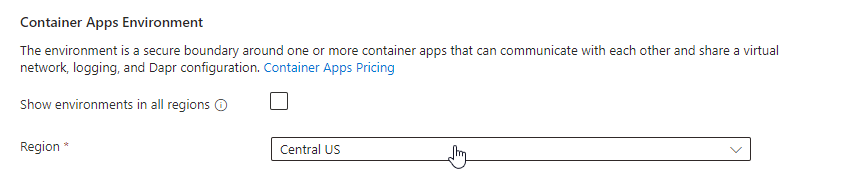 Container Apps Environment
The environment is a secure boundary around one or more container apps that can communicate with each other and share a virtual
network, logging, and Dapr configuration. Container Apps Pricing
Show environments in all regions
Region *
Central US